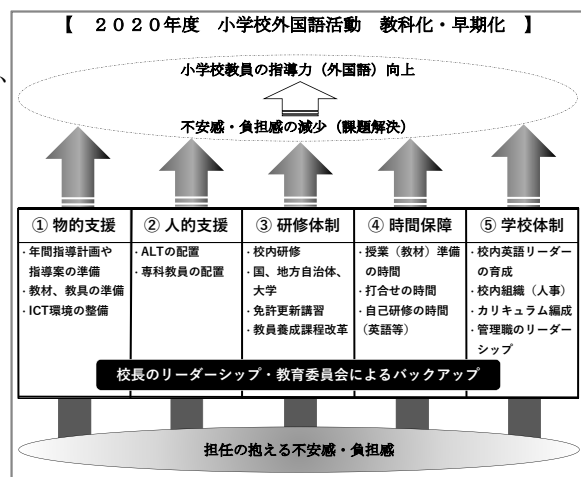 【 ２０２０年度 小学校外国語活動 教科化・早期化 】
、
小学校教員の指導力（外国語）向上
不安感・負担感の減少（課題解決）
① 物的支援
・年間指導計画や
指導案の準備
・教材、教具の準備
・ICT環境の整備
② 人的支援
・ALTの配置
・専科教員の配置
③ 研修体制
・校内研修
・国、地方自治体、
大学
・免許更新講習
・教員養成課程改革
④ 時間保障
・授業（教材）準備
の時間
・打合せの時間
・自己研修の時間
（英語等）
⑤ 学校体制
・校内英語リーダー
の育成
・校内組織（人事）
・カリキュラム編成
・管理職のリーダー
シップ
校長のリーダーシップ・教育委員会によるバックアップ
担任の抱える不安感・負担感